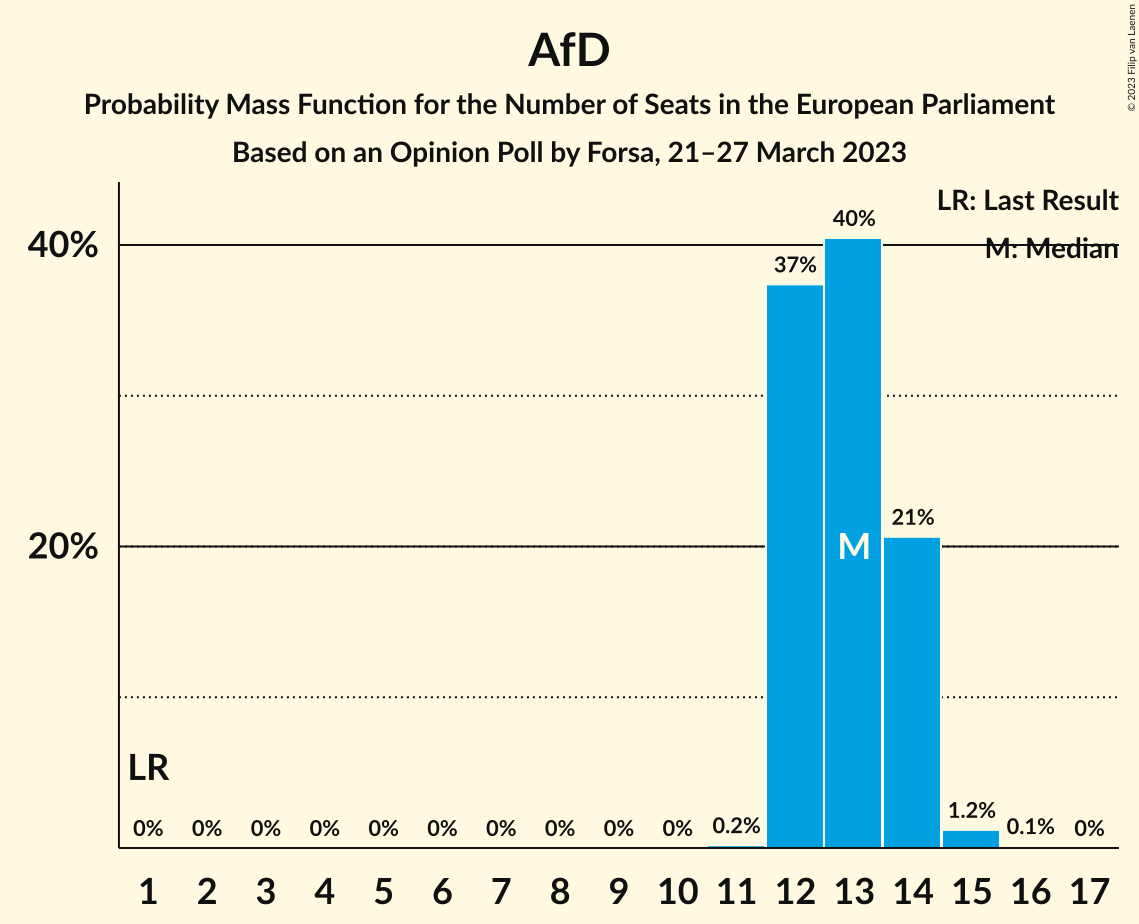 AfD
Probability Mass Function for the Number of Seats in the European Parliament
Based on an Opinion Poll by Forsa, 21–27 March 2023
© 2023 Filip van Laenen
LR: Last Result
M: Median
40%
20%
40%
37%
21%
M
LR
0% 0% 0% 0% 0% 0% 0% 0% 0% 0% 0.2% 1.2% 0.1% 0%
1 2 3 4 5 6 7 8 9 10 11 12 13 14 15 16 17